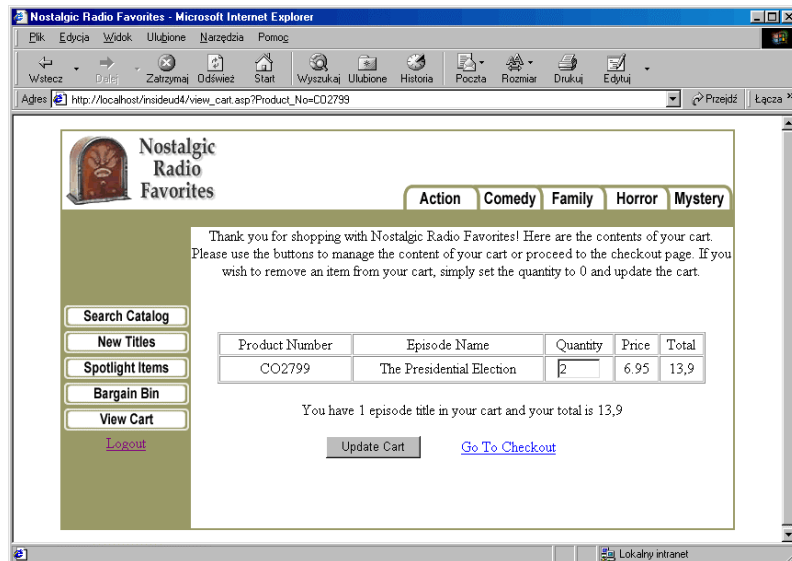 Nostalgic Radio Favorites - Microsoft Internet Explorer
Plik Edycja Widok Ulubione Narzędzia Pomoc
Wstecz Dalej Zatrzymaj Odśwież Start Wyszukaj Ulubione Historia Poczta Rozmiar Drukuj Edytuj
Adres http://localhost/insideud4/view_cart.asp?Product_No=CO2799 Przejdź Łącza »
Nostalgic
Radio
Favorites
Action Comedy Family Horror Mystery
Thank you for shopping with Nostalgic Radio Favorites! Here are the contents of your cart.
Please use the buttons to manage the content of your cart or proceed to the checkout page. If you
wish to remove an item from your cart, simply set the quantity to 0 and update the cart.
Search Catalog
New Titles
Spotlight Items
Bargain Bin
View Cart
Logout
Product Number Episode Name Quantity Price Total
CO2799 The Presidential Election 2 6.95 13,9
You have 1 episode title in your cart and your total is 13,9
Update Cart Go To Checkout
Lokalny intranet